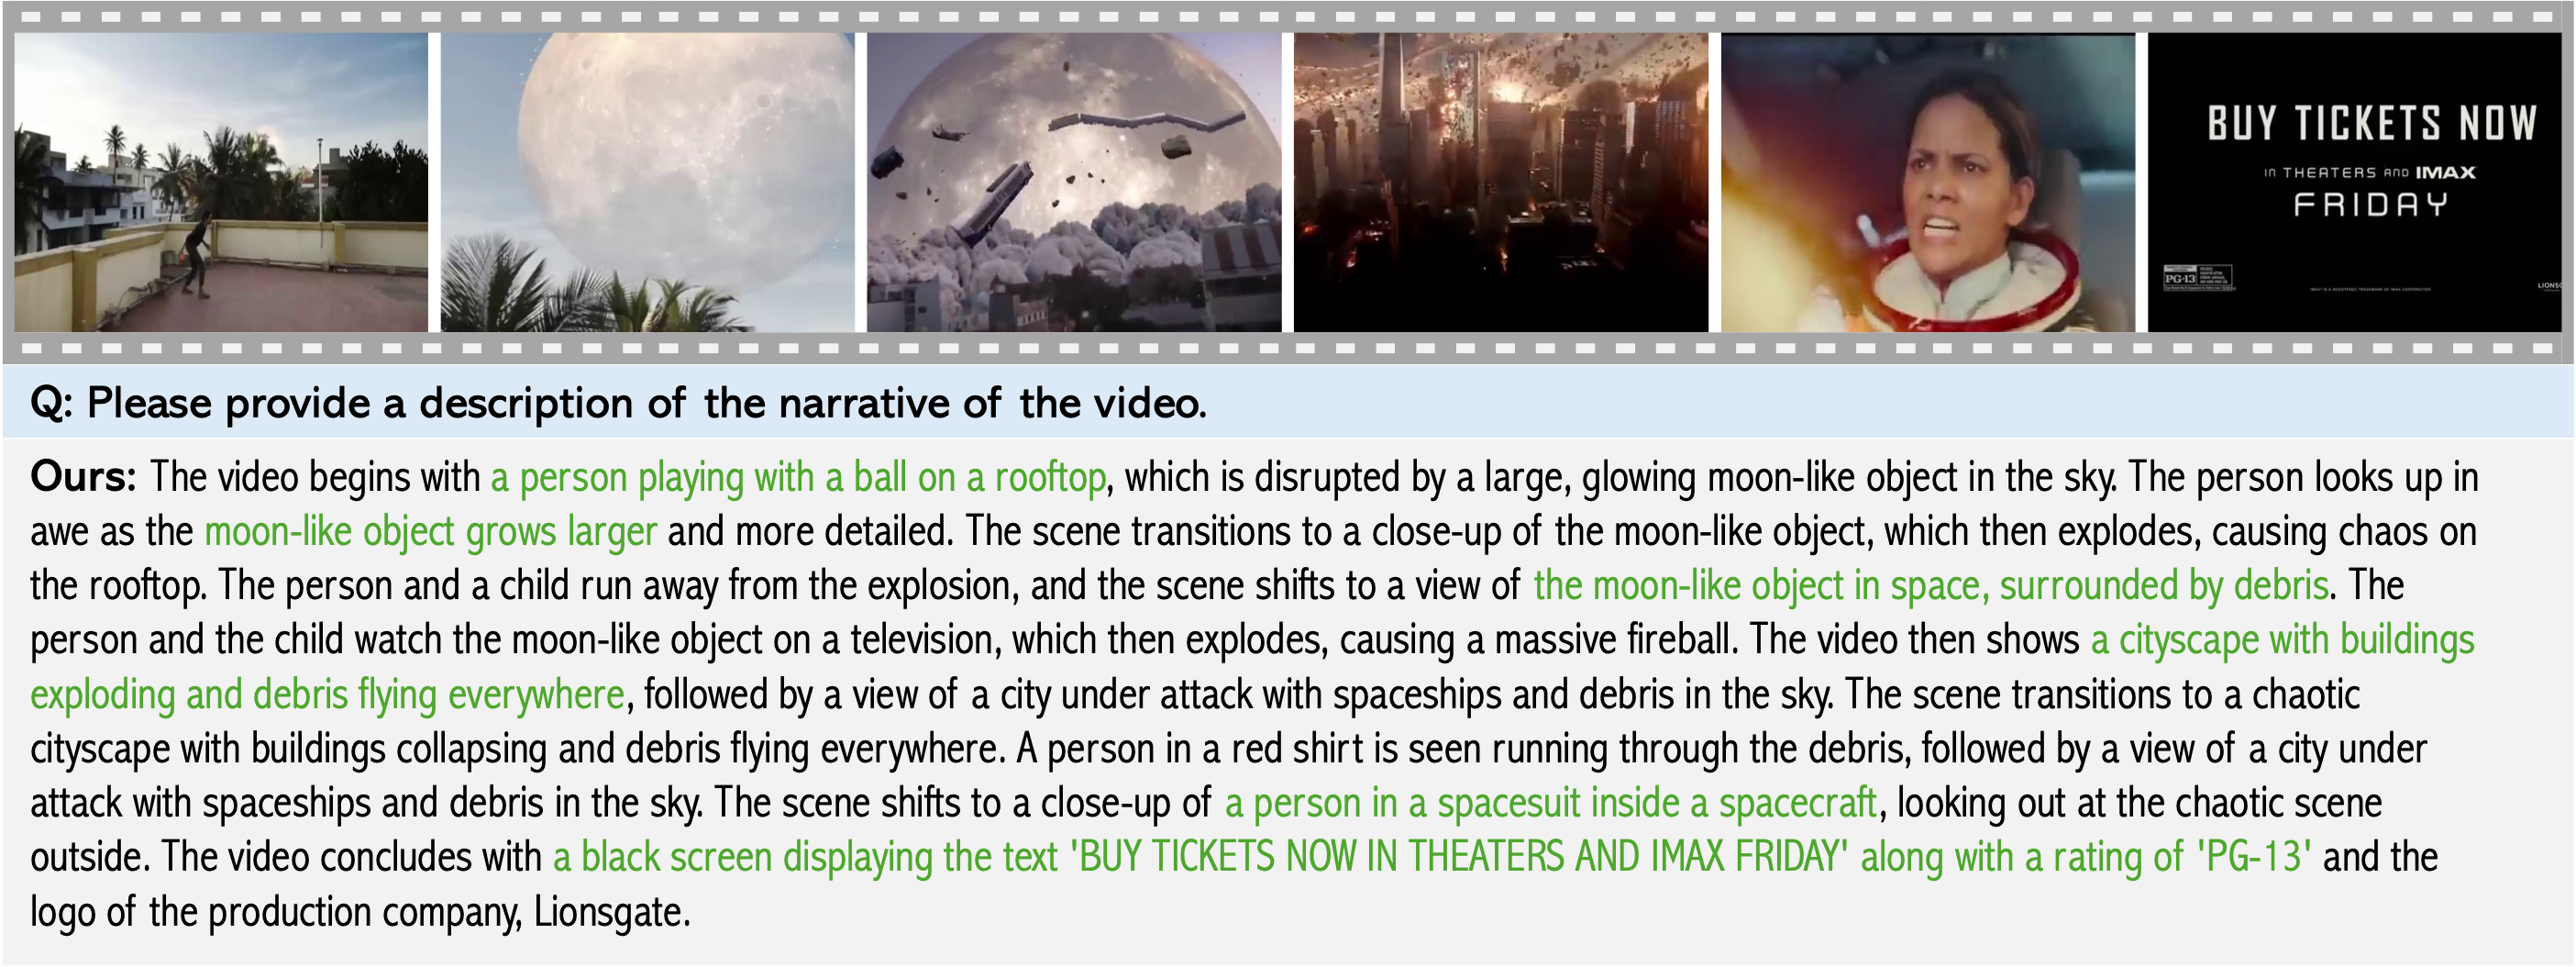 BUY TICKETS NOW
IN THEATERS AND IMAX
FRIDAY
PG-13
LIONSG
Q: Please provide a description of the narrative of the video.
Ours: The video begins with a person playing with a ball on a rooftop, which is disrupted by a large, glowing moon-like object in the sky. The person looks up in
awe as the moon-like object grows larger and more detailed. The scene transitions to a close-up of the moon-like object, which then explodes, causing chaos on
the rooftop. The person and a child run away from the explosion, and the scene shifts to a view of the moon-like object in space, surrounded by debris. The
person and the child watch the moon-like object on a television, which then explodes, causing a massive fireball. The video then shows a cityscape with buildings
exploding and debris flying everywhere, followed by a view of a city under attack with spaceships and debris in the sky. The scene transitions to a chaotic
cityscape with buildings collapsing and debris flying everywhere. A person in a red shirt is seen running through the debris, followed by a view of a city under
attack with spaceships and debris in the sky. The scene shifts to a close-up of a person in a spacesuit inside a spacecraft, looking out at the chaotic scene
outside. The video concludes with a black screen displaying the text 'BUY TICKETS NOW IN THEATERS AND IMAX FRIDAY' along with a rating of 'PG-13' and the
logo of the production company, Lionsgate.